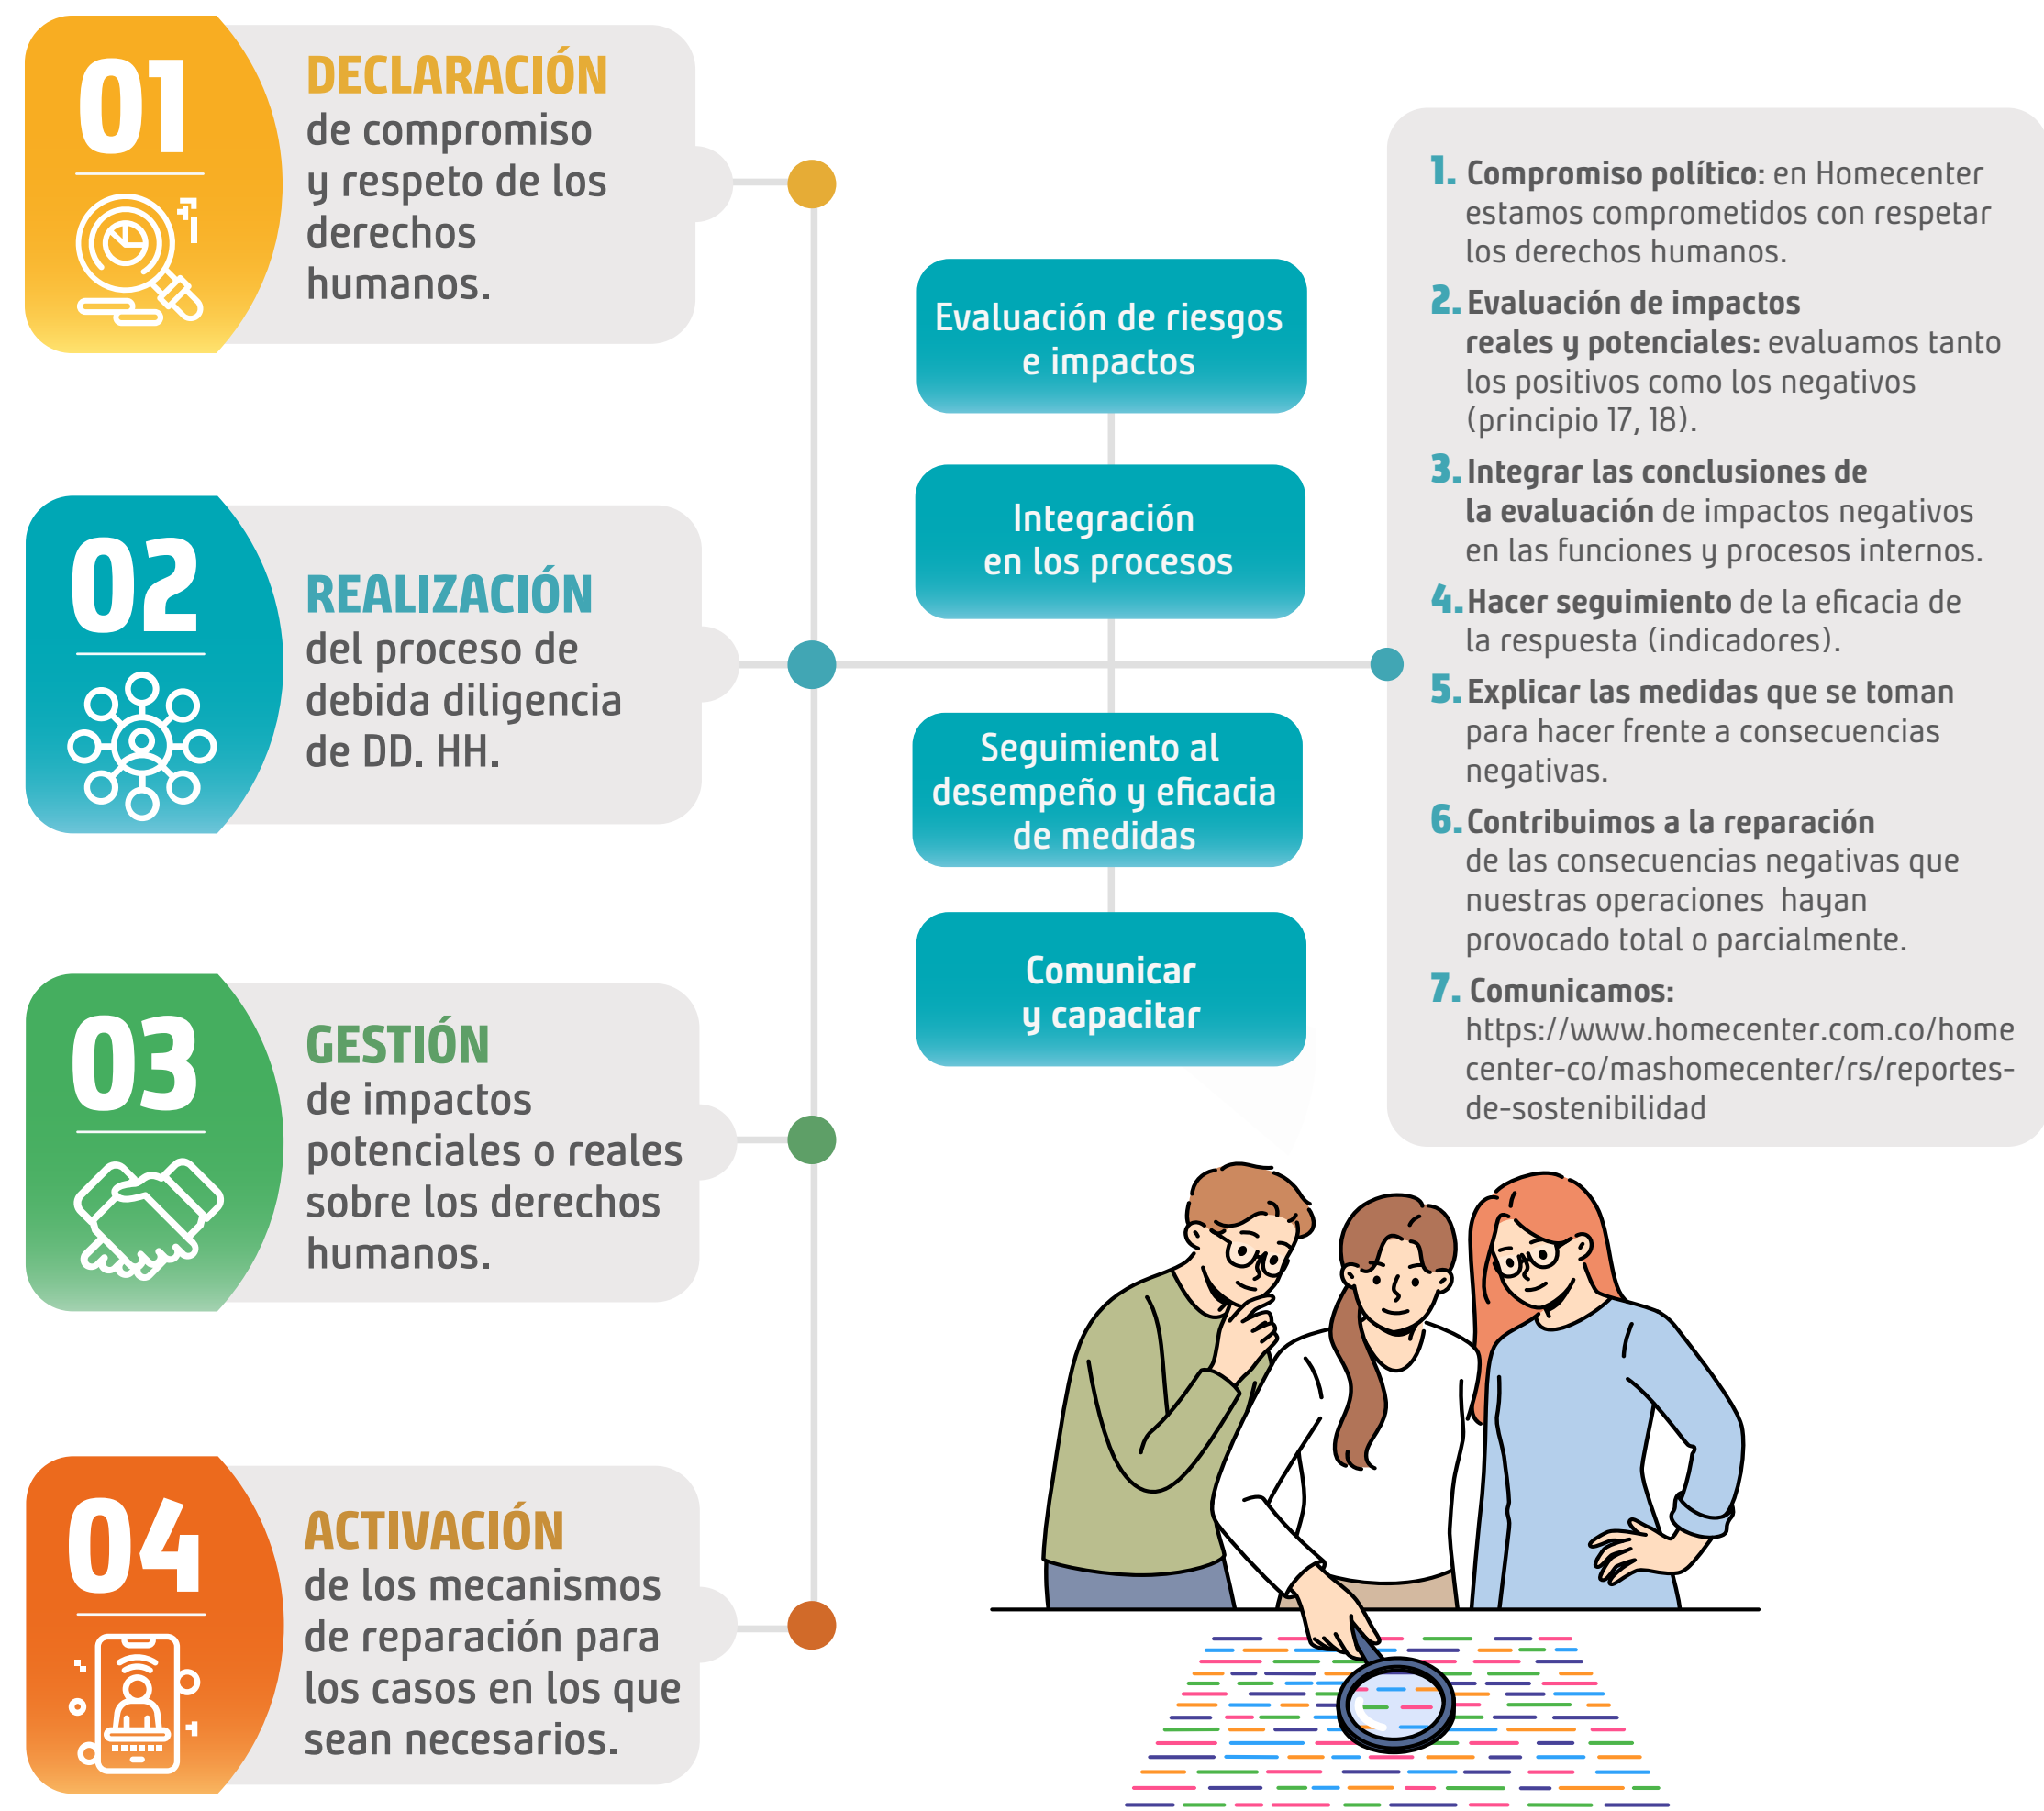 01
DECLARACIÓN
de compromiso
y respeto de los
derechos
humanos.
02
REALIZACIÓN
del proceso de
debida diligencia
de DD. HH.
03
GESTIÓN
de impactos
potenciales o reales
sobre los derechos
humanos.
04
ACTIVACIÓN
de los mecanismos
de reparación para
los casos en los que
sean necesarios.
Evaluación de riesgos
e impactos
Integración
en los procesos
Seguimiento al
desempeño y eficacia
de medidas
Comunicar
y capacitar
1. Compromiso político: en Homecenter
estamos comprometidos con respetar
los derechos humanos.
2. Evaluación de impactos
reales y potenciales: evaluamos tanto
los positivos como los negativos
(principio 17, 18).
3. Integrar las conclusiones de
la evaluación de impactos negativos
en las funciones y procesos internos.
4. Hacer seguimiento de la eficacia de
la respuesta (indicadores).
5. Explicar las medidas que se toman
para hacer frente a consecuencias
negativas.
6. Contribuimos a la reparación
de las consecuencias negativas que
nuestras operaciones hayan
provocado total o parcialmente.
7. Comunicamos:
https://www.homecenter.com.co/home
center-co/mashomecenter/rs/reportes-
de-sostenibilidad